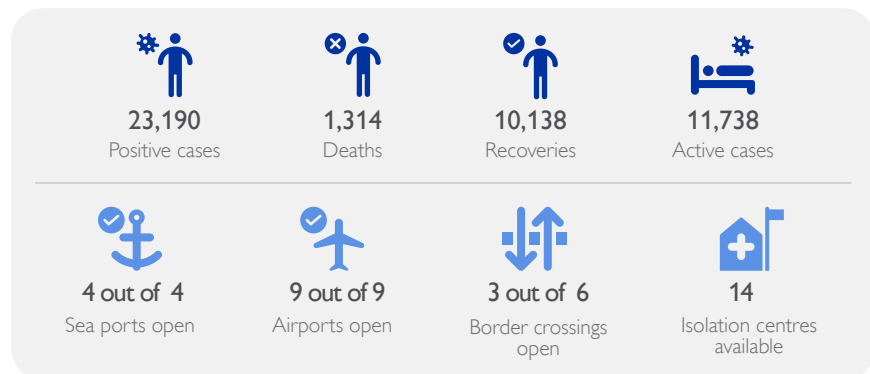 23,190
1,314
10,138
11,738
Positive cases
Deaths
Recoveries
Active cases
4 out of 4
9 out of 9
3 out of 6
14
Sea ports open
Airports open
Border crossings
open
Isolation centres
available